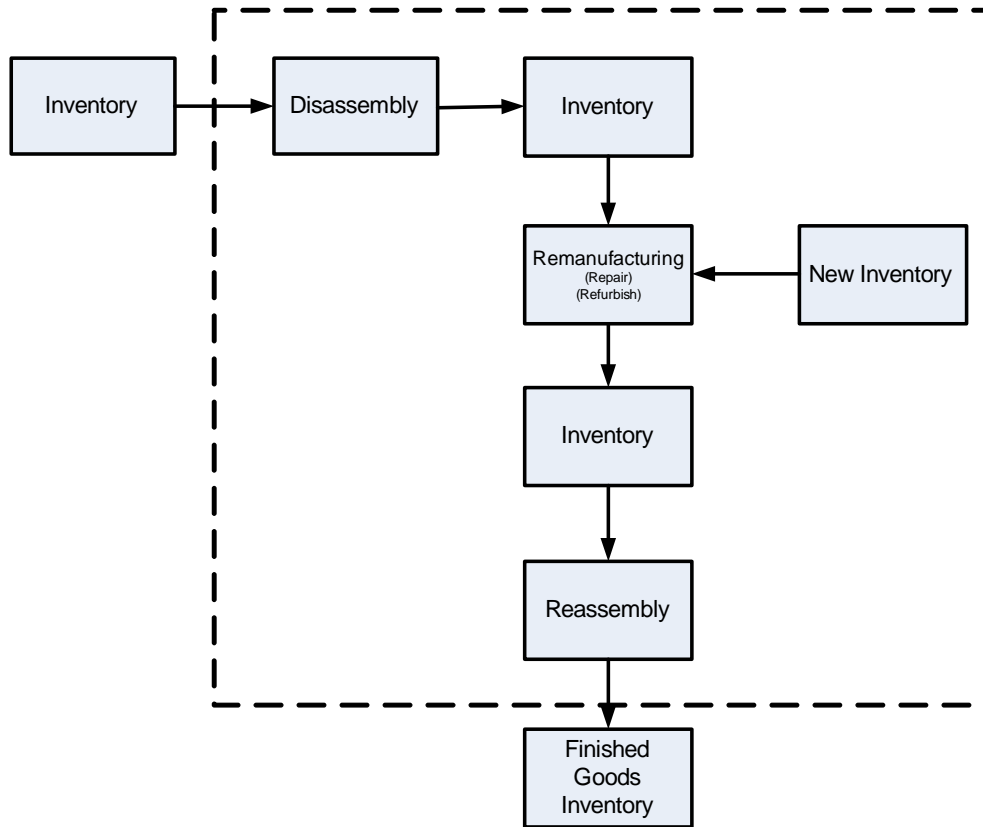 Inventory
Disassembly
Inventory
Remanufacturing
(Repair)
(Refurbish)
New Inventory
Inventory
Reassembly
Finished
Goods
Inventory